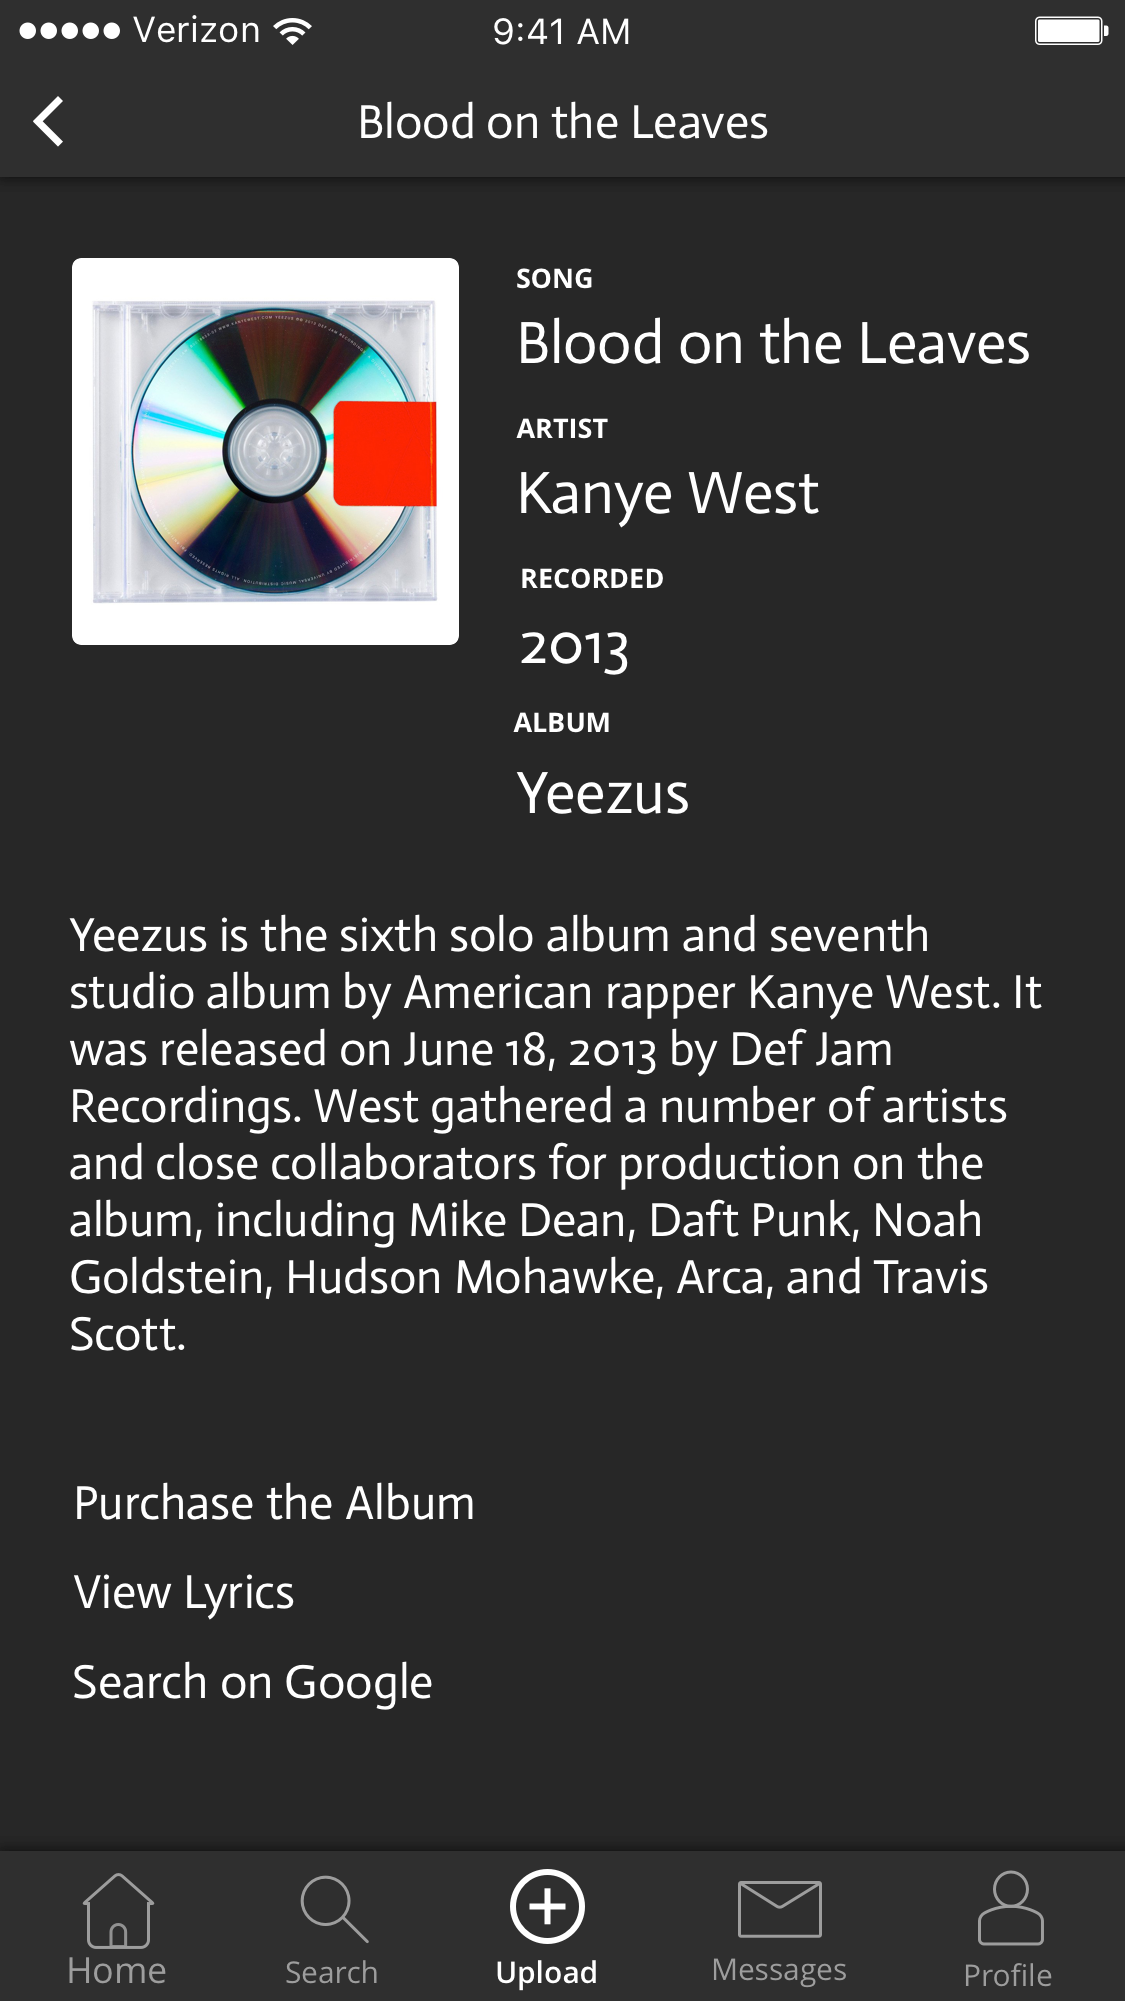 Verizon 9:41 AM
Blood on the Leaves
SONG
Blood on the Leaves
ARTIST
Kanye West
RECORDED
2013
ALBUM
Yeezus
Yeezus is the sixth solo album and seventh
studio album by American rapper Kanye West. It
was released on June 18, 2013 by Def Jam
Recordings. West gathered a number of artists
and close collaborators for production on the
album, including Mike Dean, Daft Punk, Noah
Goldstein, Hudson Mohawke, Arca, and Travis
Scott.
Purchase the Album
View Lyrics
Search on Google
Home Search Upload Messages Profile